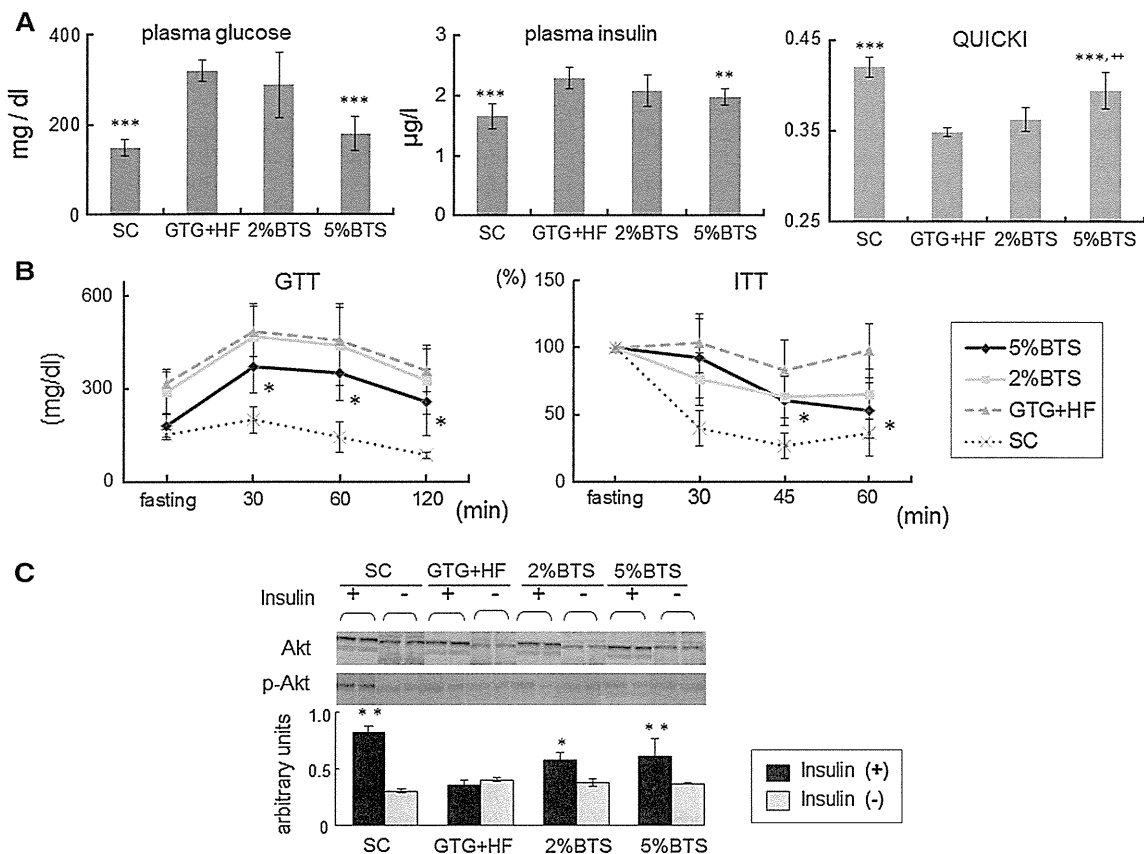 A
plasma glucose
plasma insulin
QUICKI
mg / dl
400
200
0
***
***
SC GTG+HF 2%BTS 5%BTS
µg/l
3
2
1
0
***
**
SC GTG+HF 2%BTS 5%BTS
0.45
0.35
0.25
***
***,++
SC GTG+HF 2%BTS 5%BTS
B
GTT
(mg/dl)
600
300
0
*
*
*
fasting 30 60 120
(min)
(%)
ITT
150
100
50
0
*
*
fasting 30 45 60
(min)
5%BTS
2%BTS
GTG+HF
SC
C
SC GTG+HF 2%BTS 5%BTS
Insulin + - + - + - + -
Akt
p-Akt
arbitrary units
1.0
0.5
0
**
*
**
SC GTG+HF 2%BTS 5%BTS
Insulin (+)
Insulin (-)